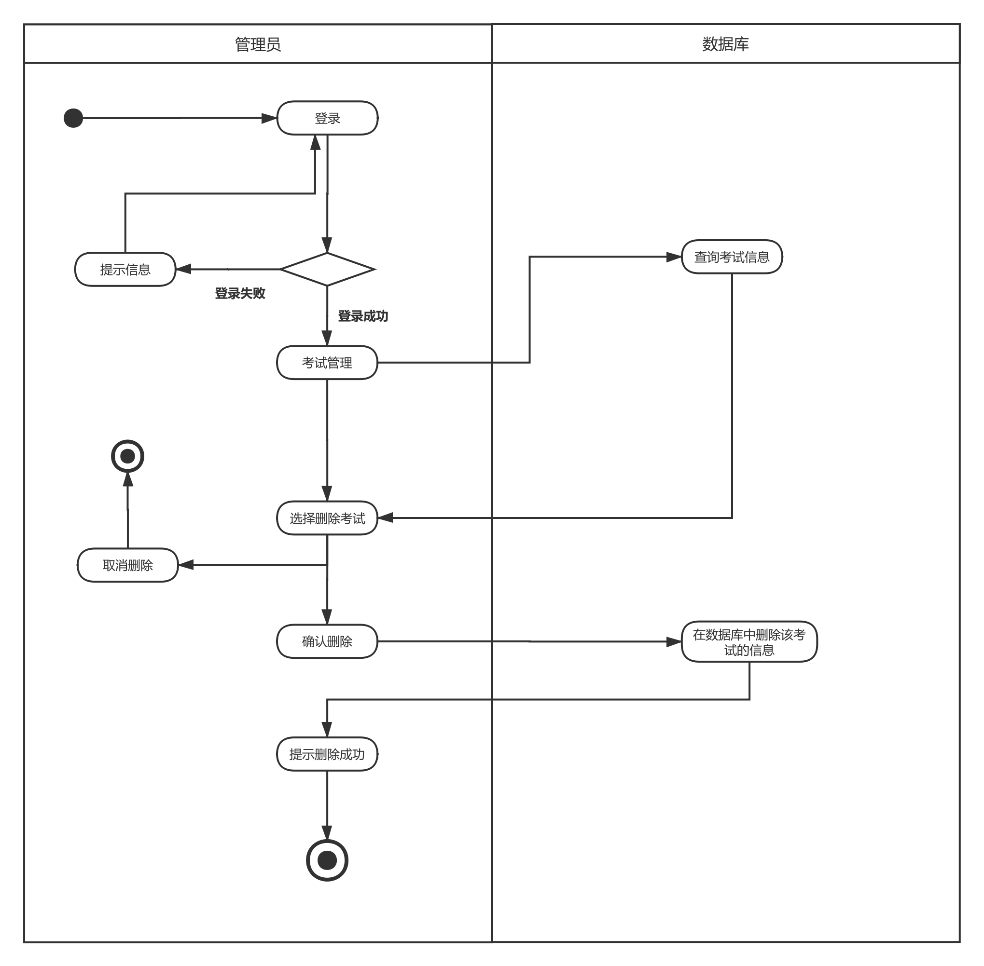 管理员
数据库
登录
提示信息
查询考试信息
登录失败
登录成功
考试管理
选择删除考试
取消删除
确认删除
在数据库中删除该考
试的信息
提示删除成功